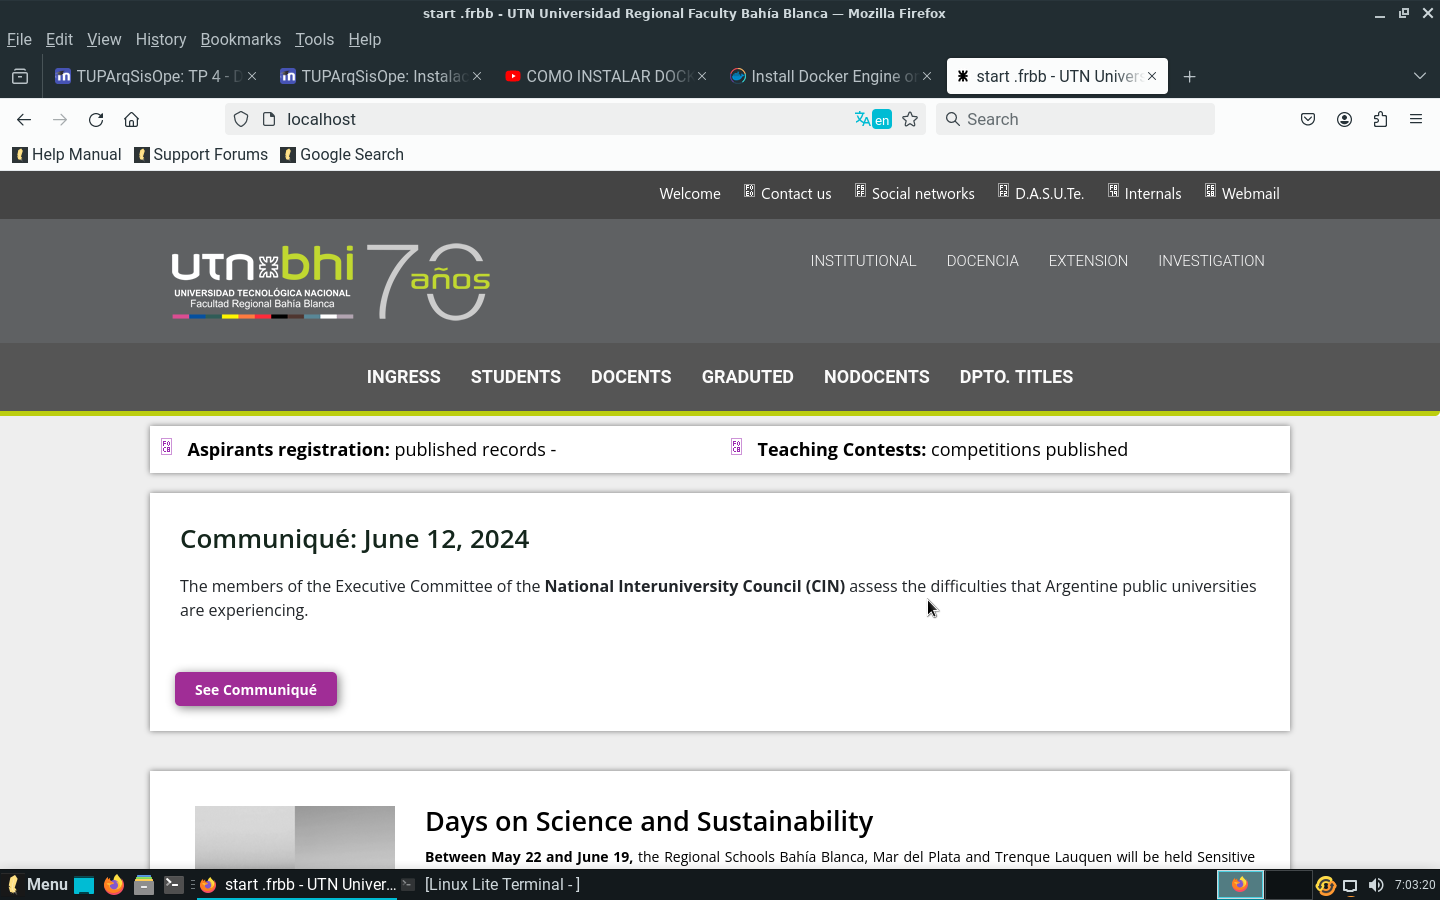 start .frbb - UTN Universidad Regional Faculty Bahía Blanca — Mozilla Firefox
File Edit View History Bookmarks Tools Help
TUPArqSisOpe: TP 4 - D
TUPArqSisOpe: Instalac
COMO INSTALAR DOCK
Install Docker Engine on
start .frbb - UTN Univers
localhost
en
Search
Help Manual
Support Forums
Google Search
Welcome Contact us Social networks D.A.S.U.Te. Internals Webmail
utn bhi 70 años
UNIVERSIDAD TECNOLÓGICA NACIONAL
Facultad Regional Bahía Blanca
INSTITUTIONAL DOCENCIA EXTENSION INVESTIGATION
INGRESS STUDENTS DOCENTS GRADUTED NODOCENTS DPTO. TITLES
Aspirants registration: published records -
Teaching Contests: competitions published
Communiqué: June 12, 2024
The members of the Executive Committee of the National Interuniversity Council (CIN) assess the difficulties that Argentine public universities
are experiencing.
See Communiqué
Days on Science and Sustainability
Between May 22 and June 19, the Regional Schools Bahía Blanca, Mar del Plata and Trenque Lauquen will be held Sensitive
Menu
start .frbb - UTN Univer...
[Linux Lite Terminal - ]
7:03:20